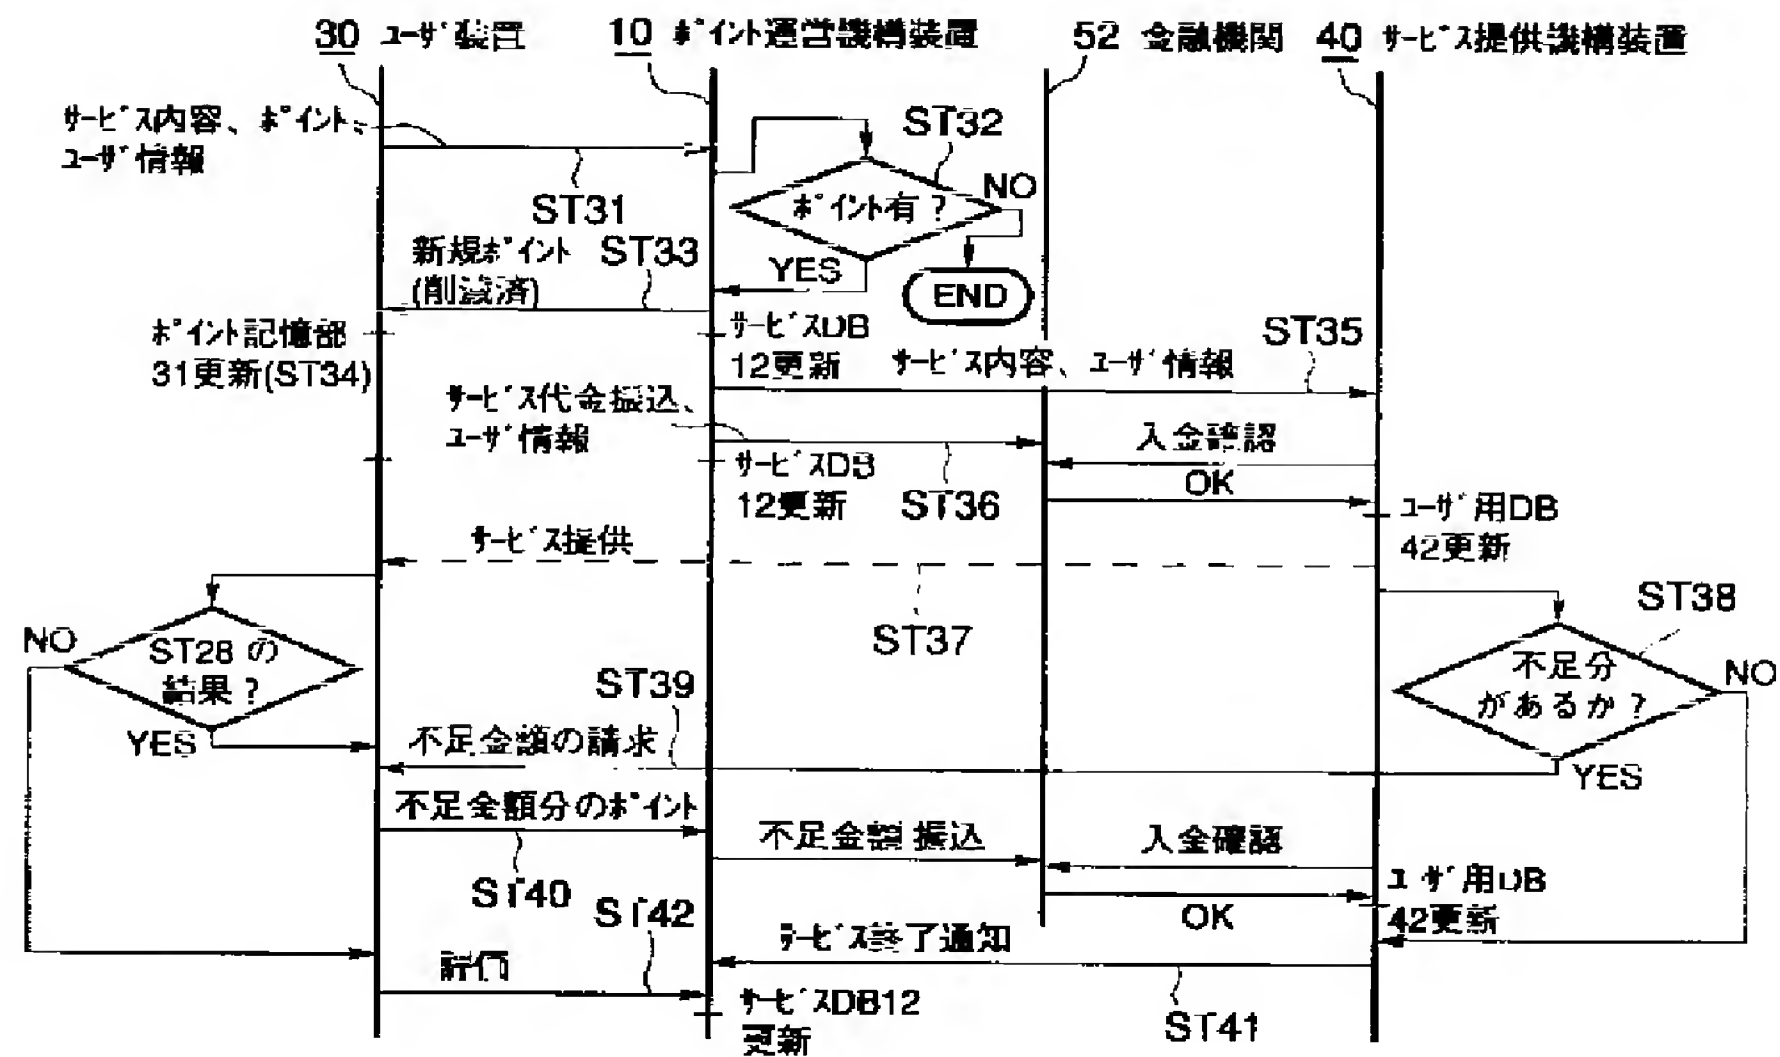 30 ユーザ装置
10 ポイント運営機構装置
52 金融機関
40 サービス提供機構装置
サービス内容、ポイント、
ユーザ情報
ST31
ST32
ポイント有？
NO
YES
END
新規ポイント
(削減済)
ST33
ポイント記憶部
31更新(ST34)
サービスDB
12更新
サービス内容、ユーザ情報
ST35
サービス代金振込、
ユーザ情報
サービスDB
12更新
ST36
入金確認
OK
ユーザ用DB
42更新
サービス提供
ST37
ST28の
結果？
NO
YES
ST38
不足分
があるか？
NO
YES
ST39
不足金額の請求
不足金額分のポイント
ST40
不足金額振込
入金確認
OK
ユーザ用DB
42更新
ST42
評価
サービス終了通知
ST41
サービスDB12
更新